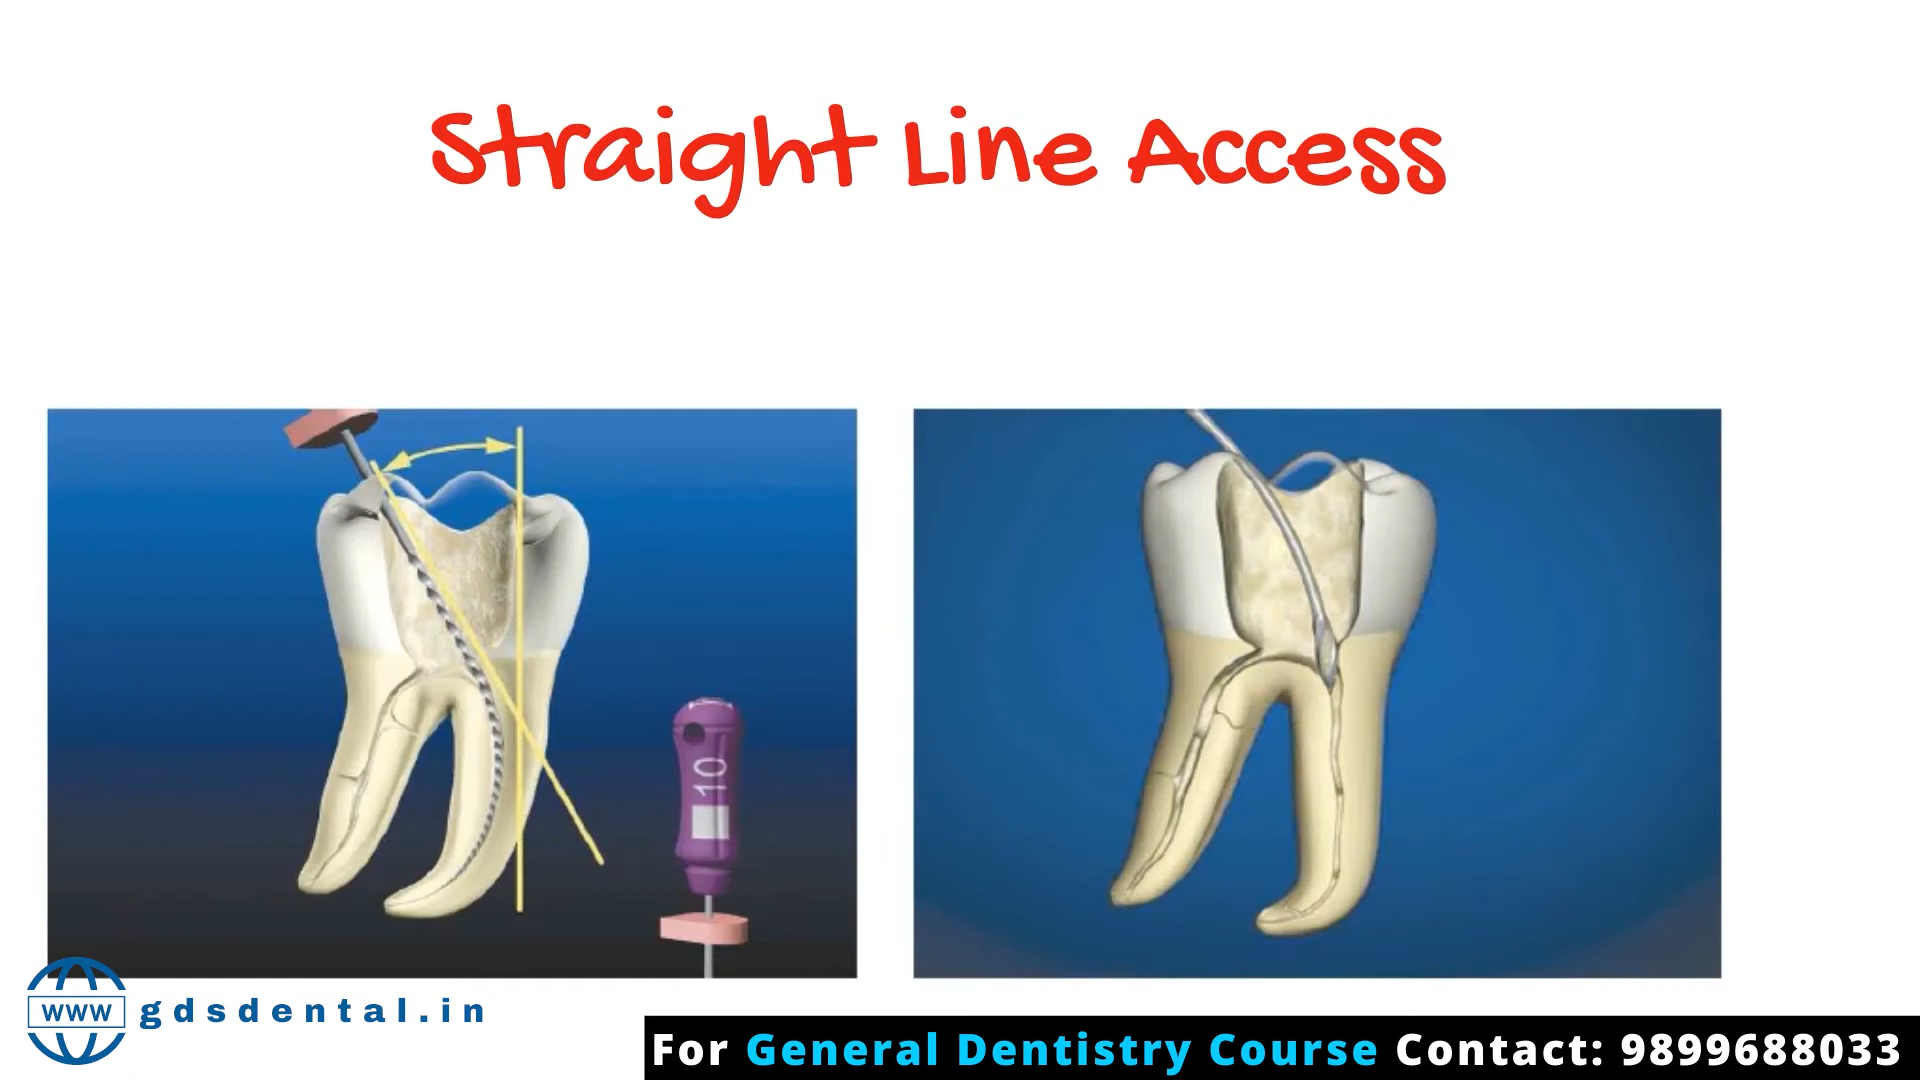 Straight Line Access
10
www
gdsdental.in
For General Dentistry Course Contact: 9899688033